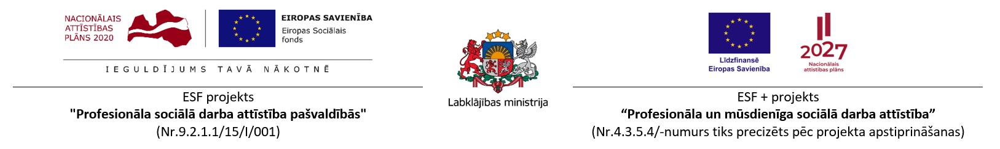 NACIONĀLAIS
ATTĪSTĪBAS
PLĀNS 2020
EIROPAS SAVIENĪBA
Eiropas Sociālais
fonds
IEGULDĪJUMS TAVĀ NĀKOTNĒ
ESF projekts
"Profesionāla sociālā darba attīstība pašvaldībās"
(Nr.9.2.1.1/15/I/001)
Labklājības ministrija
Līdzfinansē
Eiropas Savienība
2027
Nacionālais
attīstības plāns
ESF + projekts
“Profesionāla un mūsdienīga sociālā darba attīstība”
(Nr.4.3.5.4/-numurs tiks precizēts pēc projekta apstiprināšanas)